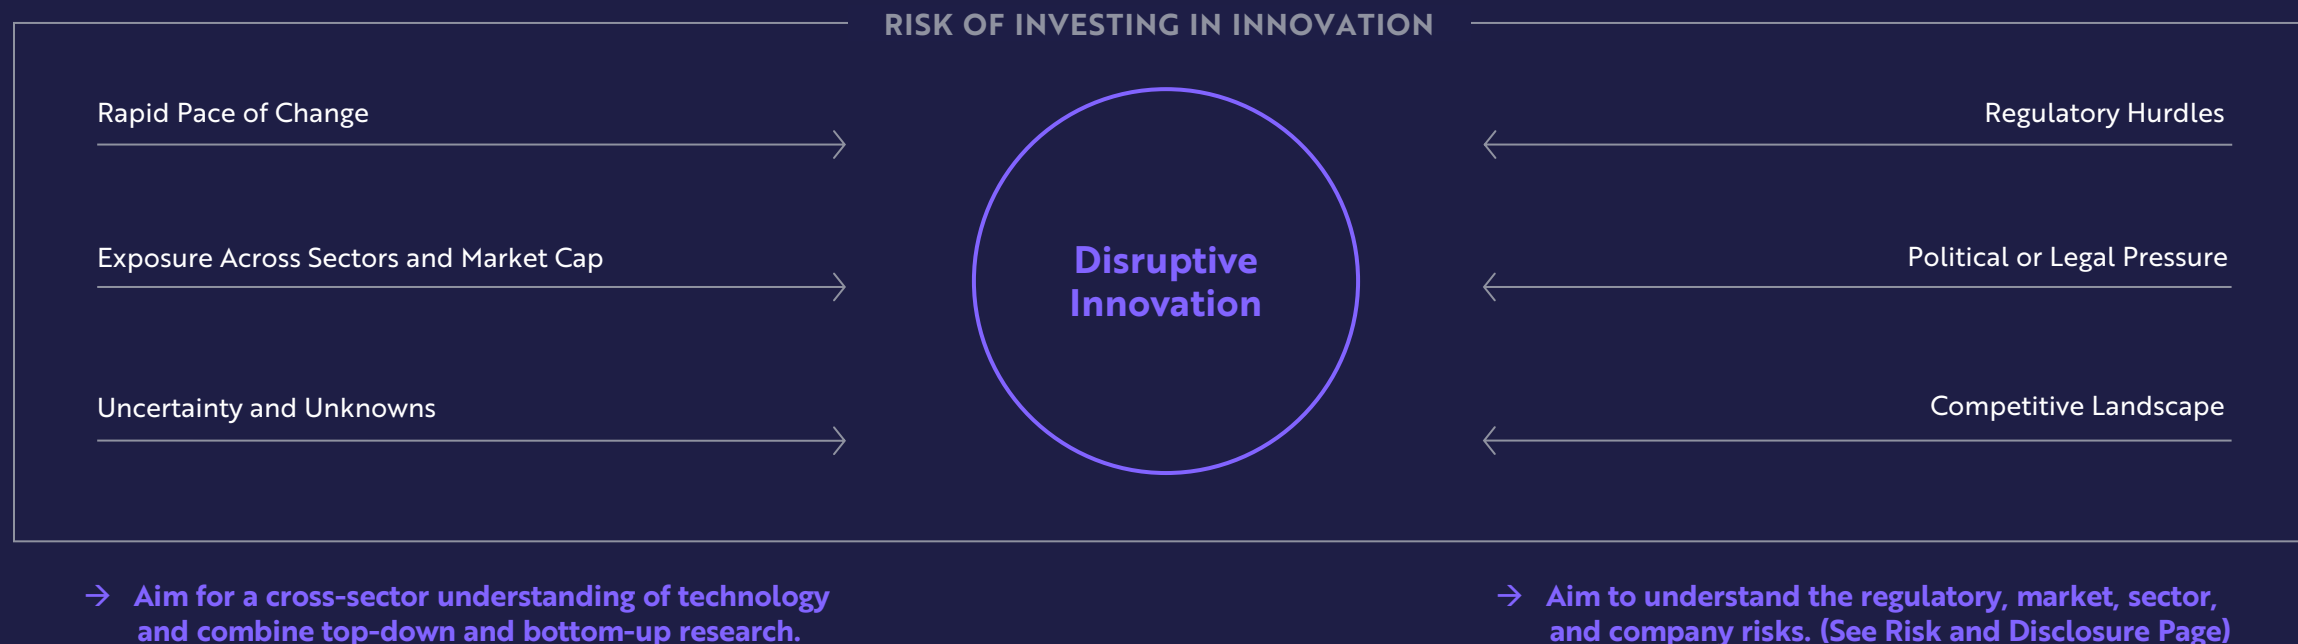 RISK OF INVESTING IN INNOVATION
Rapid Pace of Change
Exposure Across Sectors and Market Cap
Uncertainty and Unknowns
Disruptive
Innovation
Regulatory Hurdles
Political or Legal Pressure
Competitive Landscape
→ Aim for a cross-sector understanding of technology
and combine top-down and bottom-up research.
→ Aim to understand the regulatory, market, sector,
and company risks. (See Risk and Disclosure Page)